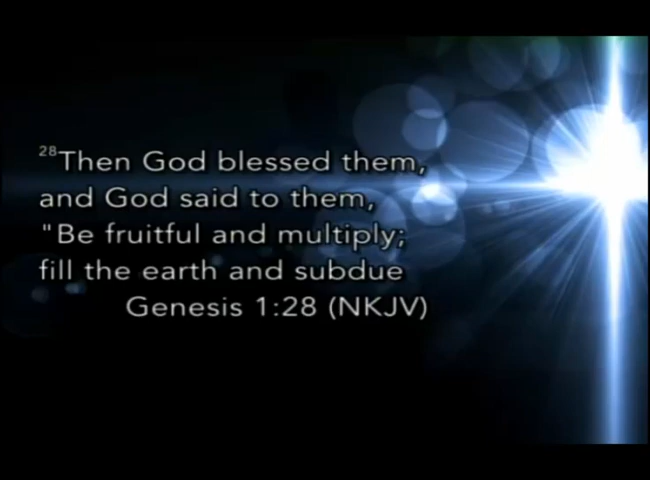 28Then God blessed them,
and God said to them,
"Be fruitful and multiply;
fill the earth and subdue
Genesis 1:28 (NKJV)